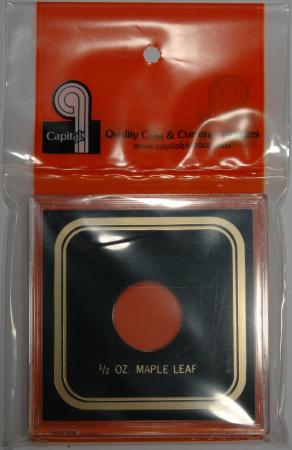 Capital
Quality Coin & Currency Holders
www.capitalplastics.com
1/2 OZ. MAPLE LEAF